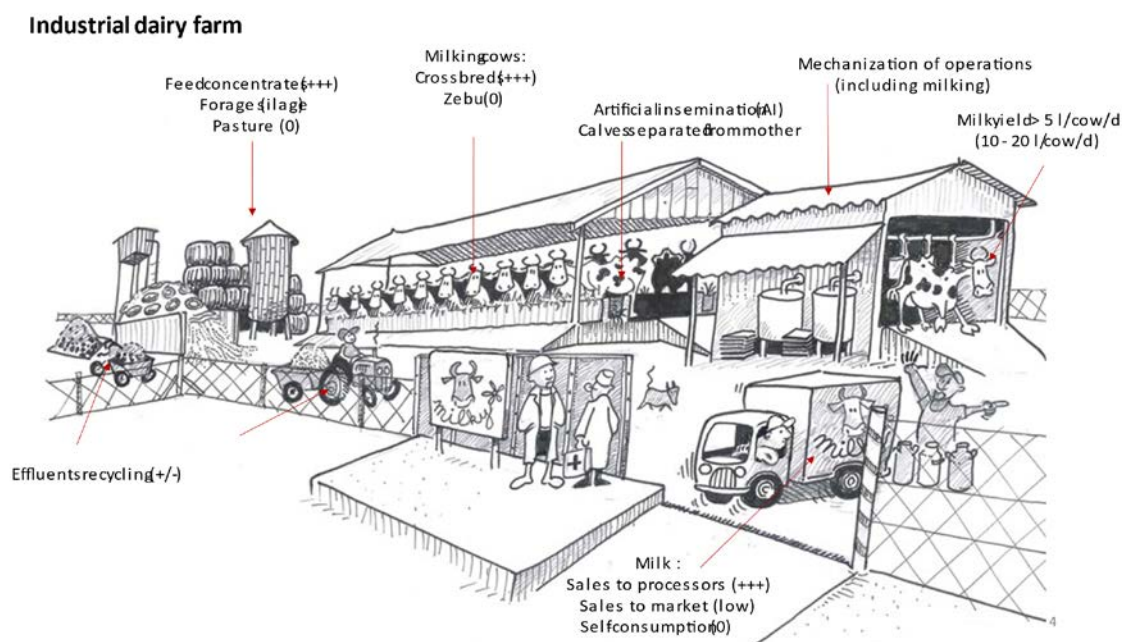 Industrial dairy farm
Feedconcentrates(+++)
Forages(ilage
Pasture (0)
Milkingcows:
Crossbreds(+++)
Zebu(0)
Artificialinsemination(AI)
Calvesseparatedfrommother
Mechanization of operations
(including milking)
Milkyield> 5 l/cow/d
(10 - 20 l/cow/d)
Milky
Milky
Effluentsrecycling(+/-)
Milk :
Sales to processors (+++)
Sales to market (low)
Selfconsumption(0)
4